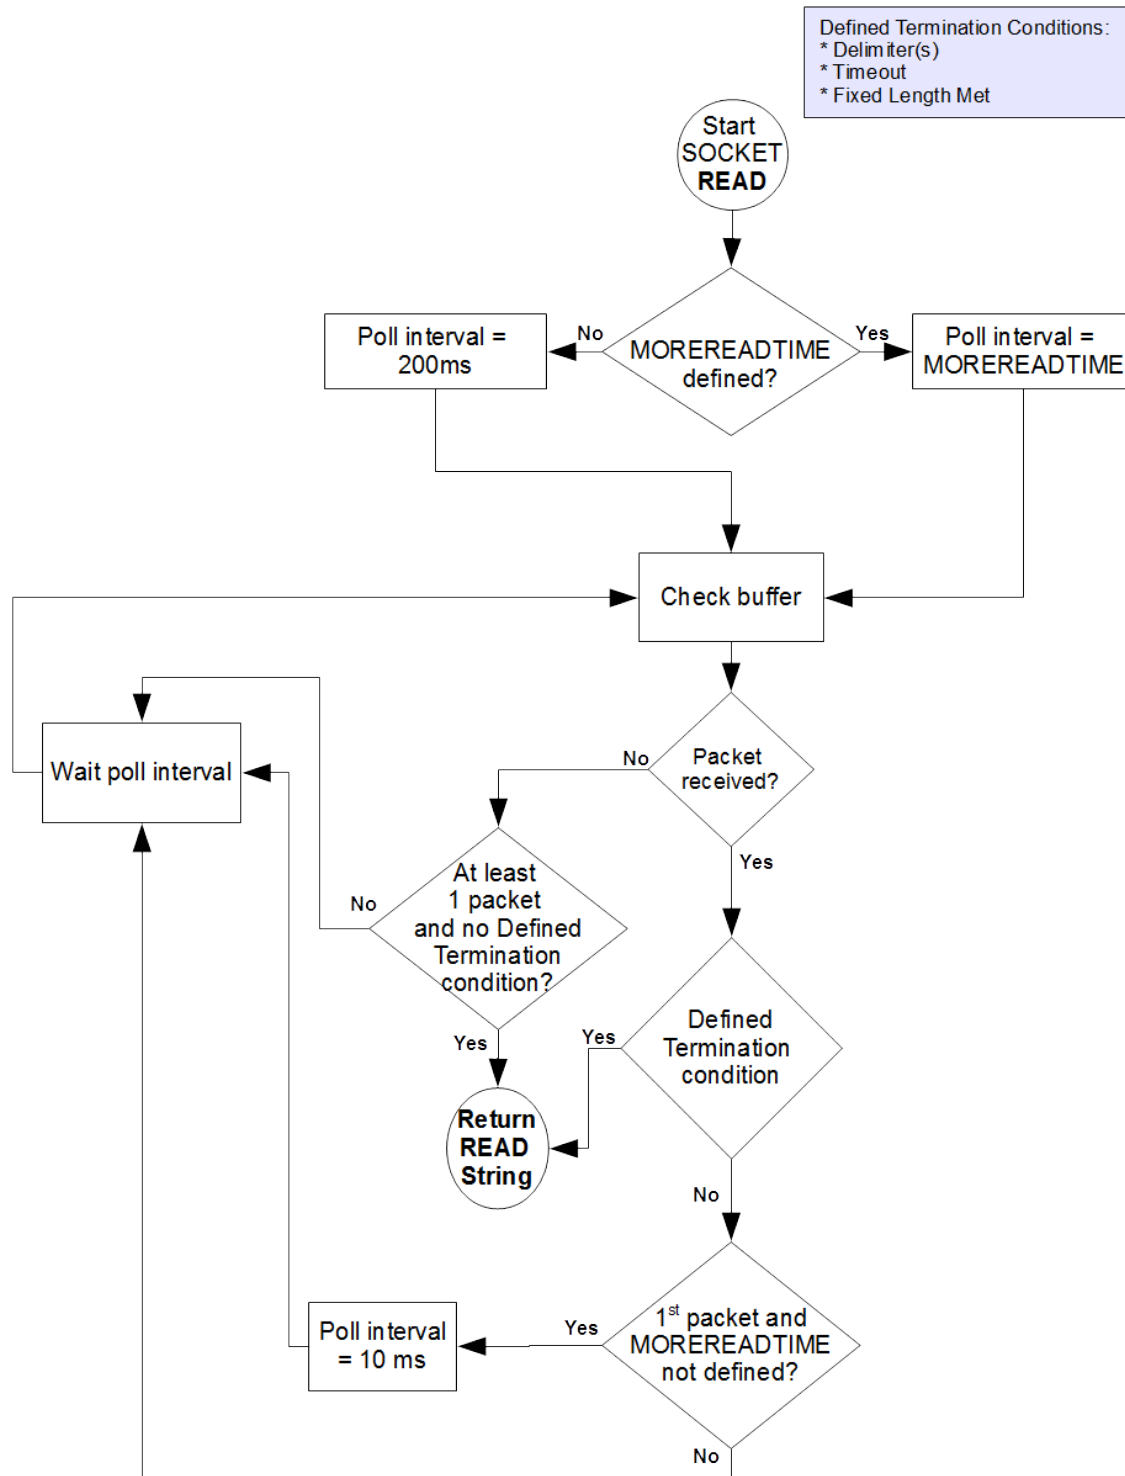 Defined Termination Conditions:
* Delimiter(s)
* Timeout
* Fixed Length Met
Start
SOCKET
READ
No
Yes
Poll interval =
200ms
MOREREADTIME
defined?
Poll interval =
MOREREADTIME
Check buffer
Wait poll interval
No
Packet
received?
Yes
No
At least
1 packet
and no Defined
Termination
condition?
Yes
Yes
Defined
Termination
condition
Return
READ
String
No
Poll interval
= 10 ms
Yes
1st packet and
MOREREADTIME
not defined?
No